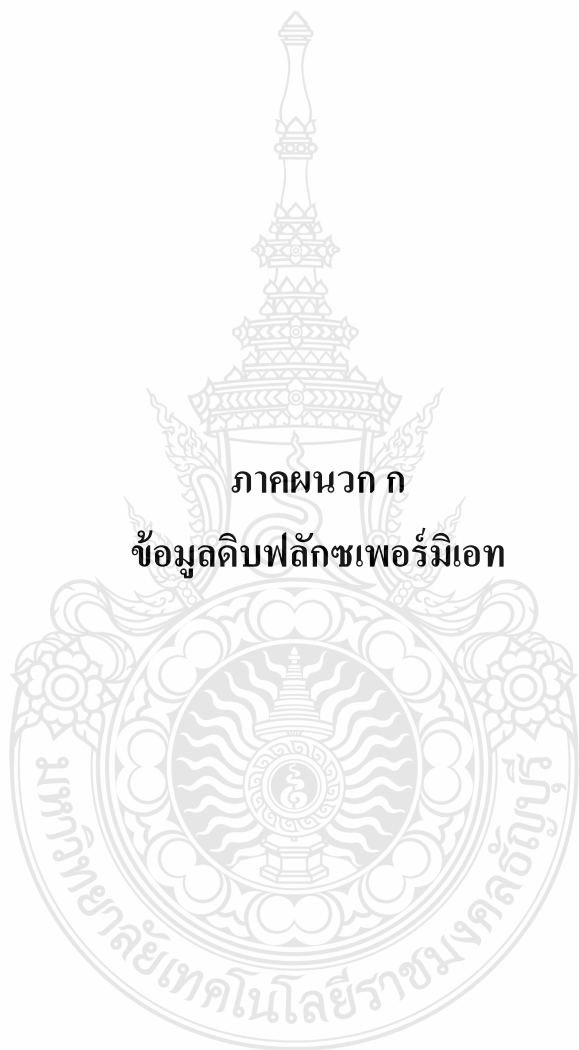 ภาคผนวก ก
ข้อมูลดิบฟลักซเพอร์มิเอท
มหาวิทยาลัยเทคโนโลยีราชมงคลธัญบุรี